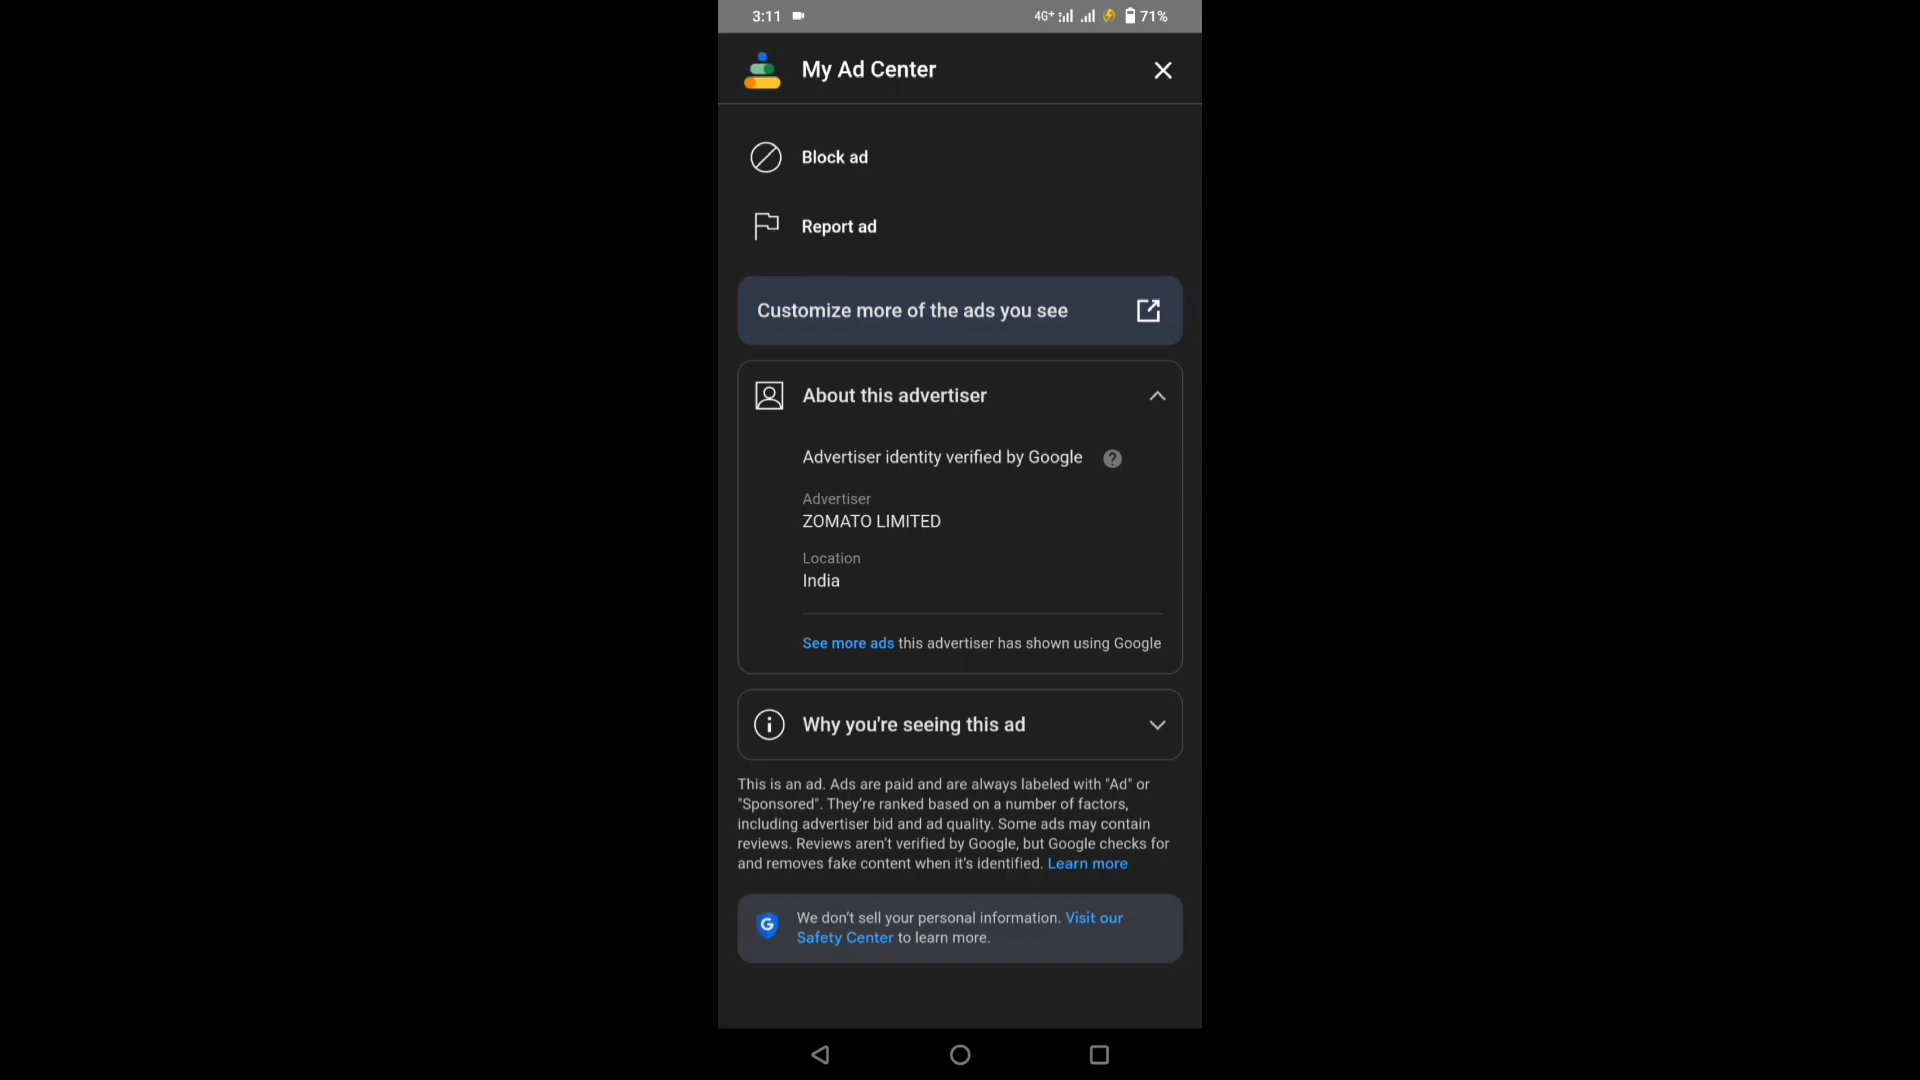 3:11 4G+ 71%
My Ad Center
Block ad
Report ad
Customize more of the ads you see
About this advertiser
Advertiser identity verified by Google ?
Advertiser
ZOMATO LIMITED
Location
India
See more ads this advertiser has shown using Google
Why you're seeing this ad
This is an ad. Ads are paid and are always labeled with "Ad" or
"Sponsored". They're ranked based on a number of factors,
including advertiser bid and ad quality. Some ads may contain
reviews. Reviews aren't verified by Google, but Google checks for
and removes fake content when it's identified. Learn more
G We don't sell your personal information. Visit our
Safety Center to learn more.